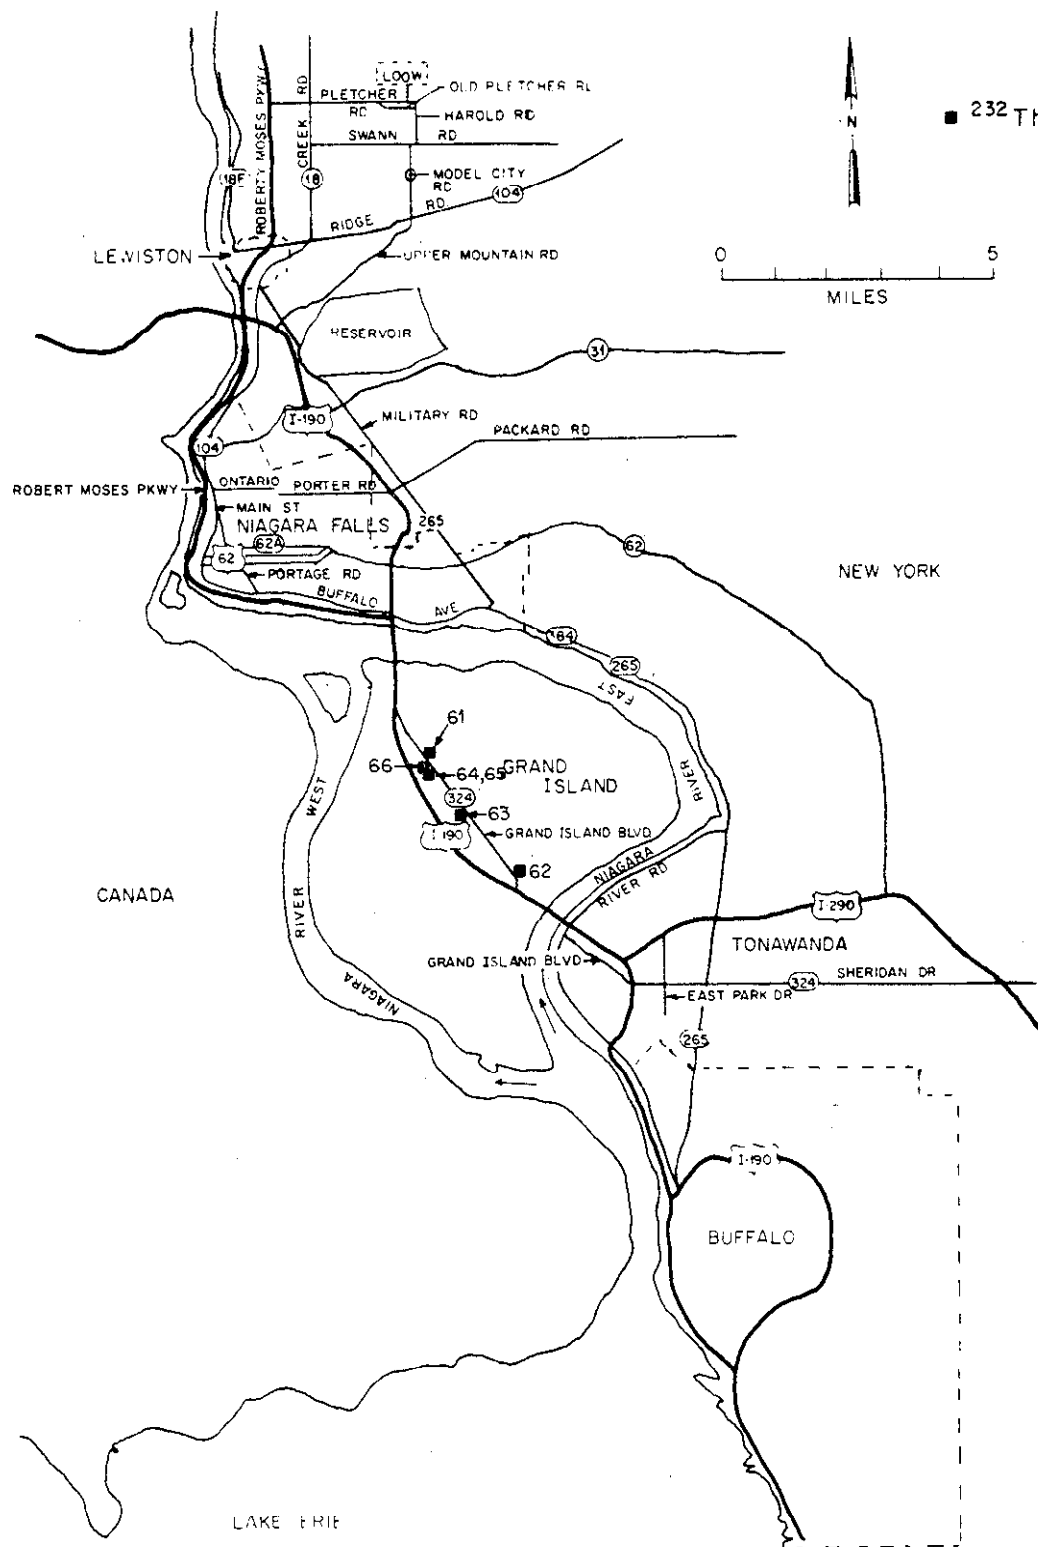 LOOW
PLETCHER RD
OLD PLETCHER RD
HAROLD RD
SWANN RD
ROBERTY MOSES PKWY
CREEK RD
N
232 Th
18F
18
MODEL CITY RD
104
RIDGE RD
LEWISTON
UPPER MOUNTAIN RD
0 5
MILES
RESERVOIR
31
I-190
MILITARY RD
PACKARD RD
104
ROBERT MOSES PKWY
ONTARIO
PORTER RD
MAIN ST
NIAGARA FALLS
265
62A
62
62
PORTAGE RD
NEW YORK
BUFFALO AVE
384
265
EAST
RIVER
61
66
64,65
GRAND ISLAND
324
63
I-190
GRAND ISLAND BLVD
62
WEST
RIVER
NIAGARA
NIAGARA
RIVER RD
CANADA
I-290
TONAWANDA
GRAND ISLAND BLVD
SHERIDAN DR
324
EAST PARK DR
265
I-190
BUFFALO
LAKE ERIE